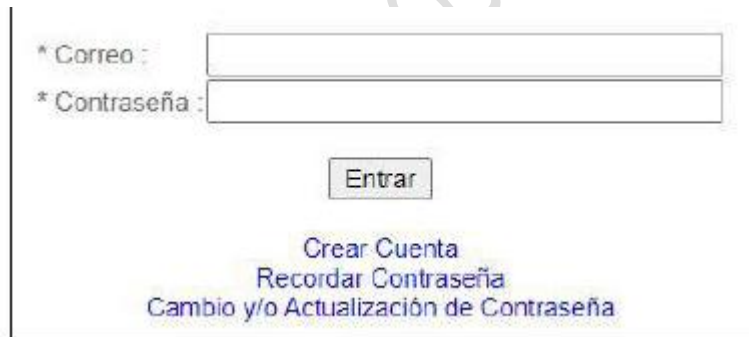 * Correo :
* Contraseña :
Entrar
Crear Cuenta
Recordar Contraseña
Cambio y/o Actualización de Contraseña